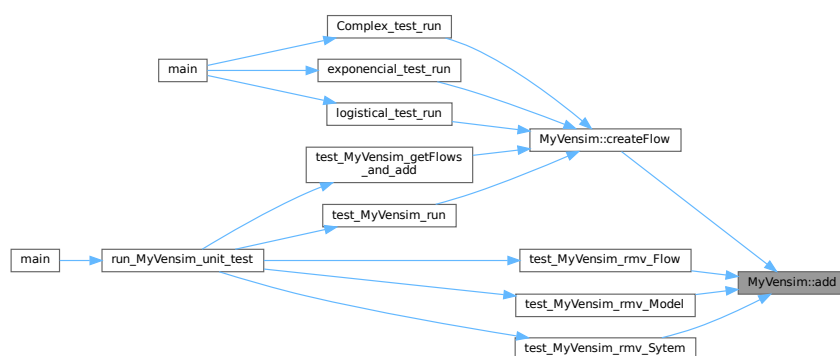 Complex_test_run
main
exponencial_test_run
logistical_test_run
MyVensim::createFlow
test_MyVensim_getFlows
_and_add
test_MyVensim_run
main
run_MyVensim_unit_test
test_MyVensim_rmv_Flow
MyVensim::add
test_MyVensim_rmv_Model
test_MyVensim_rmv_Sytem